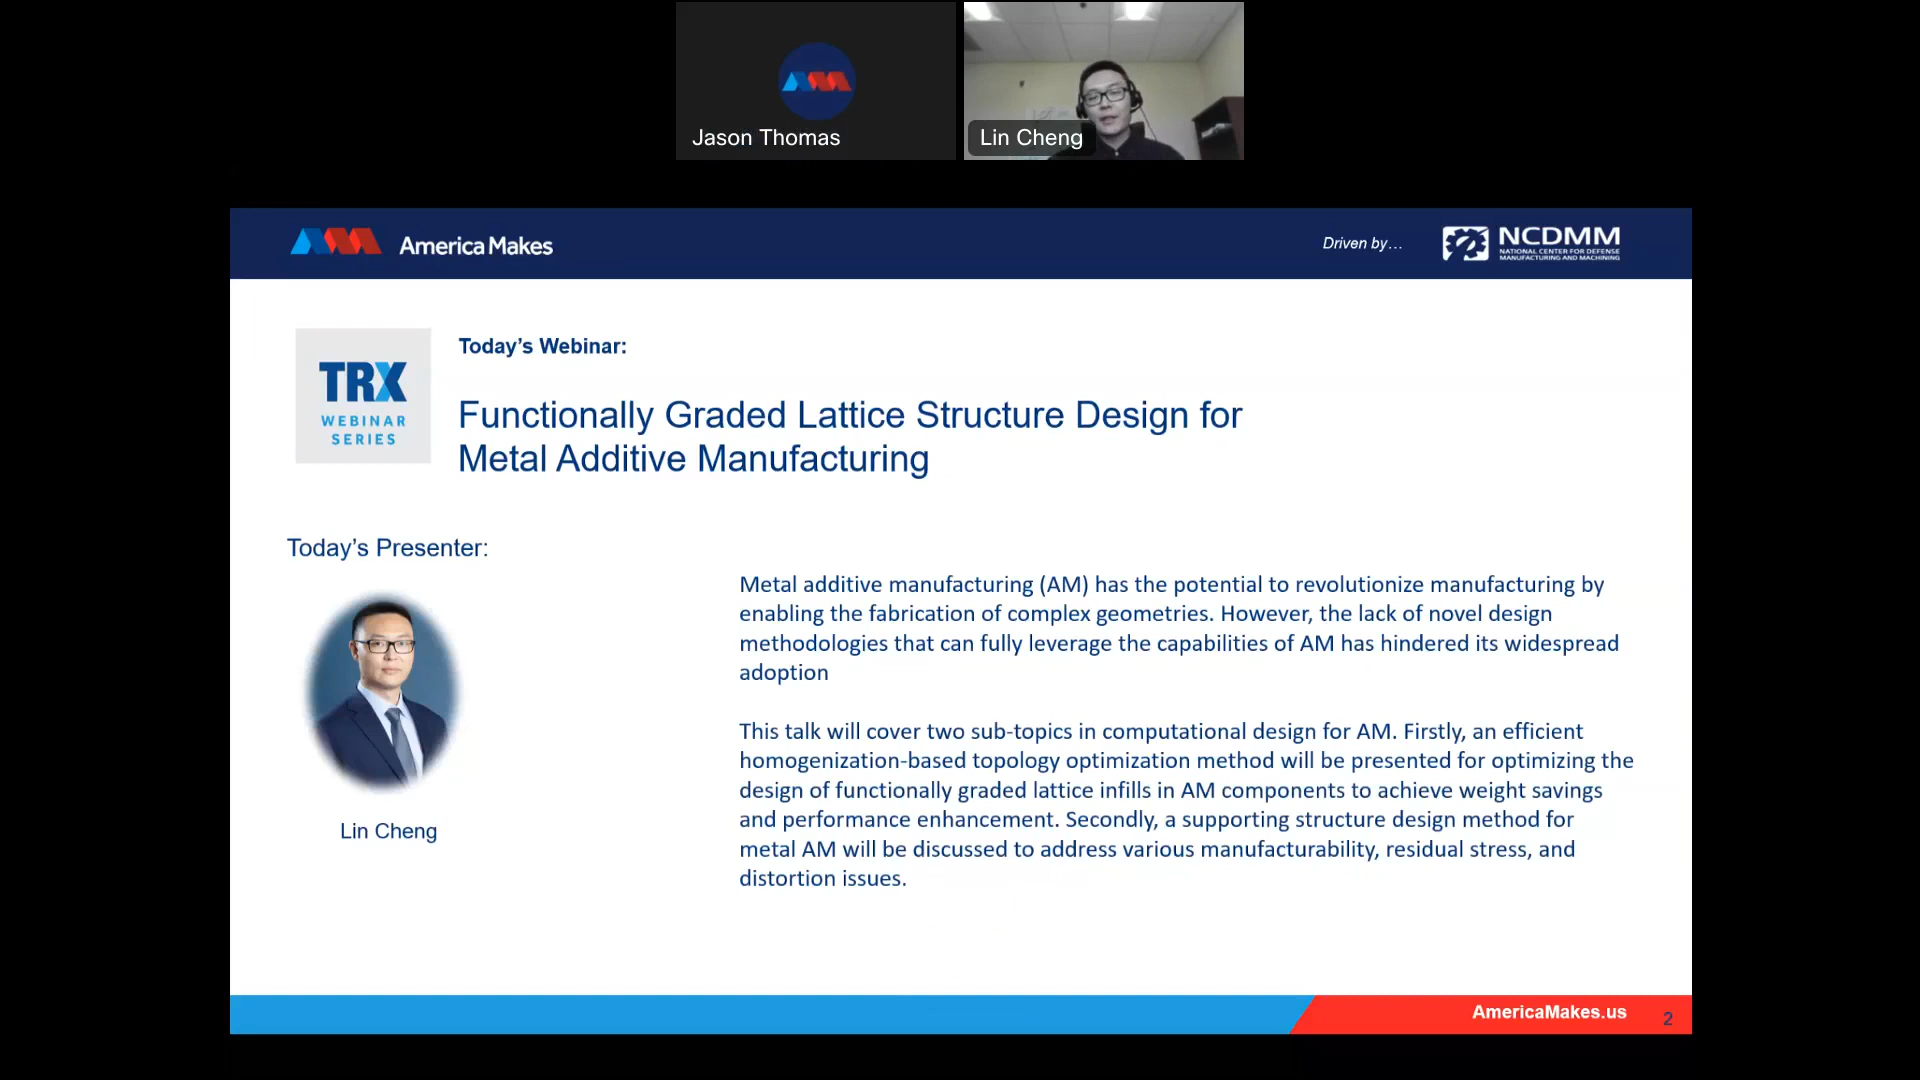 Jason Thomas
Lin Cheng
America Makes
Driven by...
NCDMM
NATIONAL CENTER FOR DEFENSE
MANUFACTURING AND MACHINING
TRX
WEBINAR
SERIES
Today's Webinar:
Functionally Graded Lattice Structure Design for
Metal Additive Manufacturing
Today's Presenter:
Lin Cheng
Metal additive manufacturing (AM) has the potential to revolutionize manufacturing by
enabling the fabrication of complex geometries. However, the lack of novel design
methodologies that can fully leverage the capabilities of AM has hindered its widespread
adoption
This talk will cover two sub-topics in computational design for AM. Firstly, an efficient
homogenization-based topology optimization method will be presented for optimizing the
design of functionally graded lattice infills in AM components to achieve weight savings
and performance enhancement. Secondly, a supporting structure design method for
metal AM will be discussed to address various manufacturability, residual stress, and
distortion issues.
AmericaMakes.us
2